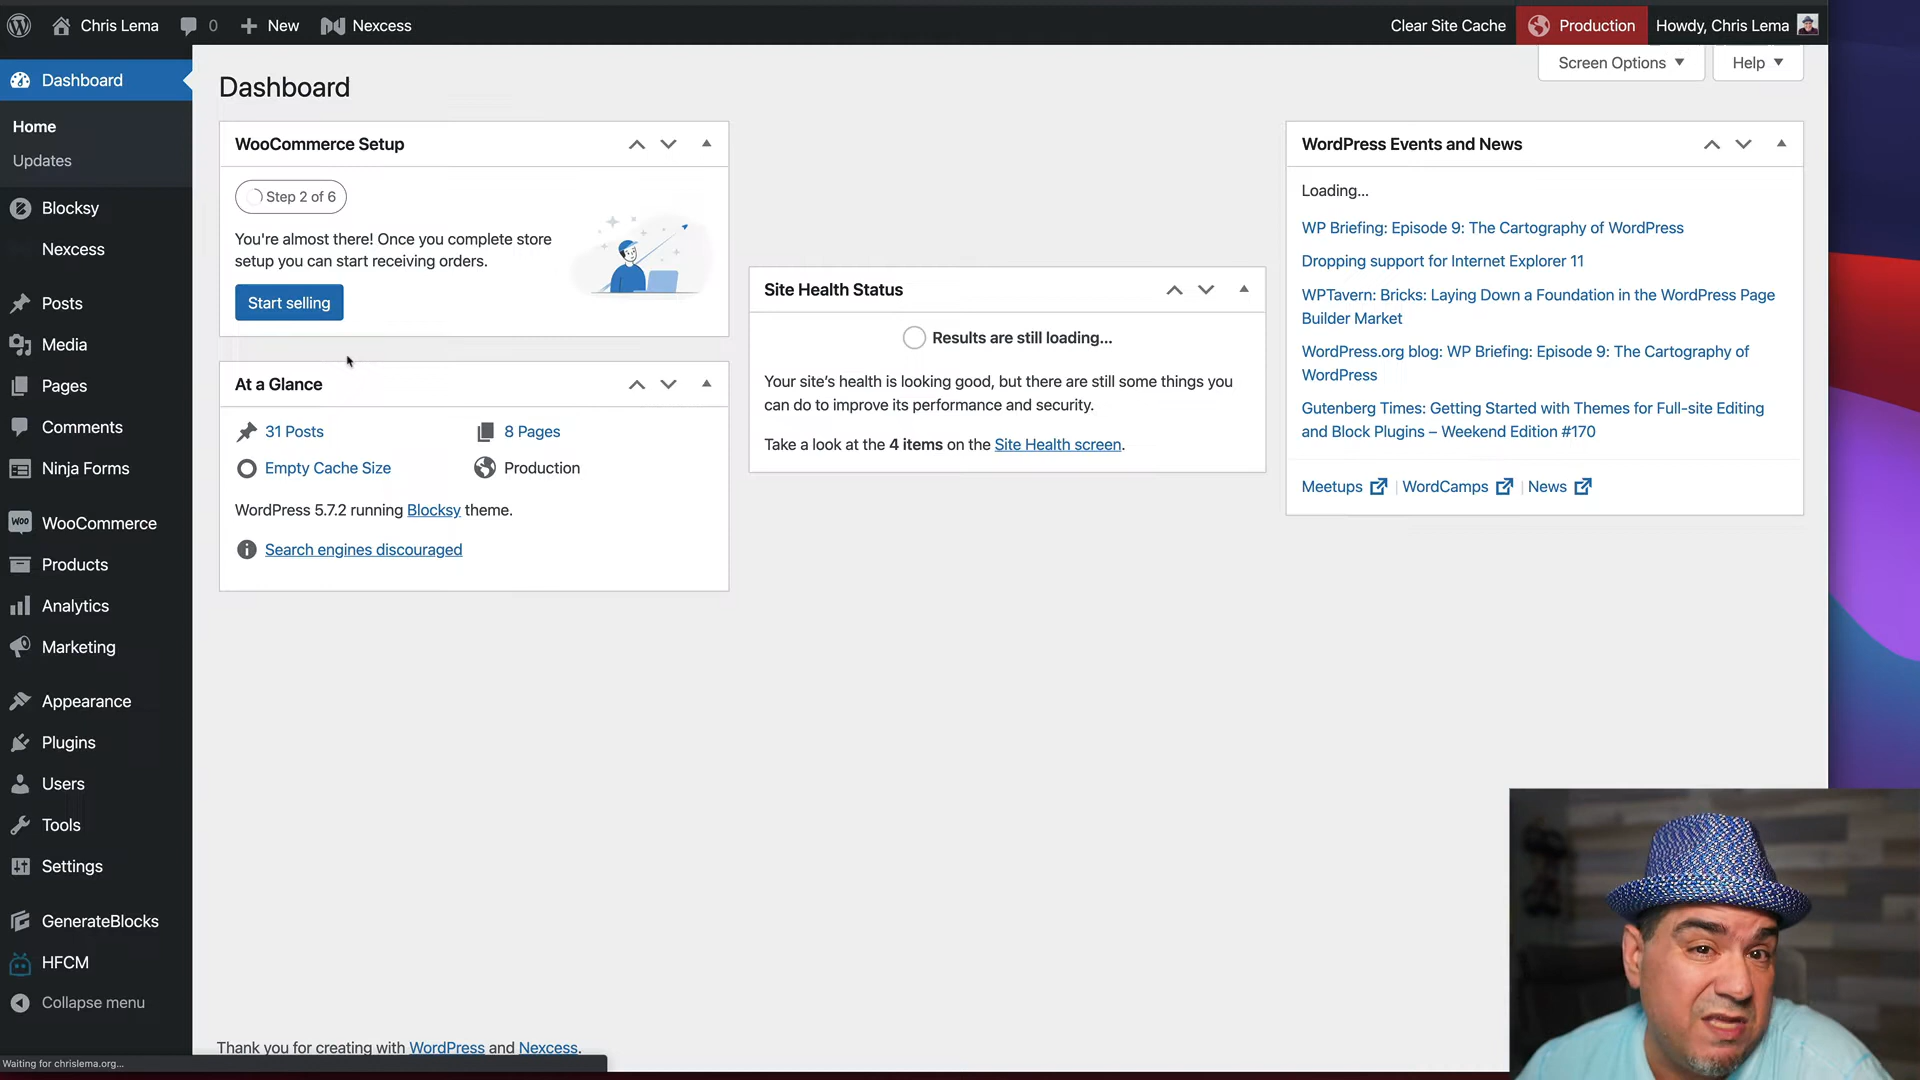 Chris Lema
0
New
Nexcess
Clear Site Cache
Production
Howdy, Chris Lema
Dashboard
Home
Updates
Blocksy
Nexcess
Posts
Media
Pages
Comments
Ninja Forms
WooCommerce
Products
Analytics
Marketing
Appearance
Plugins
Users
Tools
Settings
GenerateBlocks
HFCM
Collapse menu
Dashboard
Screen Options
Help
WooCommerce Setup
Step 2 of 6
You're almost there! Once you complete store
setup you can start receiving orders.
Start selling
At a Glance
31 Posts
8 Pages
Empty Cache Size
Production
WordPress 5.7.2 running Blocksy theme.
Search engines discouraged
Site Health Status
Results are still loading...
Your site’s health is looking good, but there are still some things you
can do to improve its performance and security.
Take a look at the 4 items on the Site Health screen.
WordPress Events and News
Loading...
WP Briefing: Episode 9: The Cartography of WordPress
Dropping support for Internet Explorer 11
WPTavern: Bricks: Laying Down a Foundation in the WordPress Page
Builder Market
WordPress.org blog: WP Briefing: Episode 9: The Cartography of
WordPress
Gutenberg Times: Getting Started with Themes for Full-site Editing
and Block Plugins – Weekend Edition #170
Meetups | WordCamps | News
Thank you for creating with WordPress and Nexcess.
Waiting for chrislema.org...